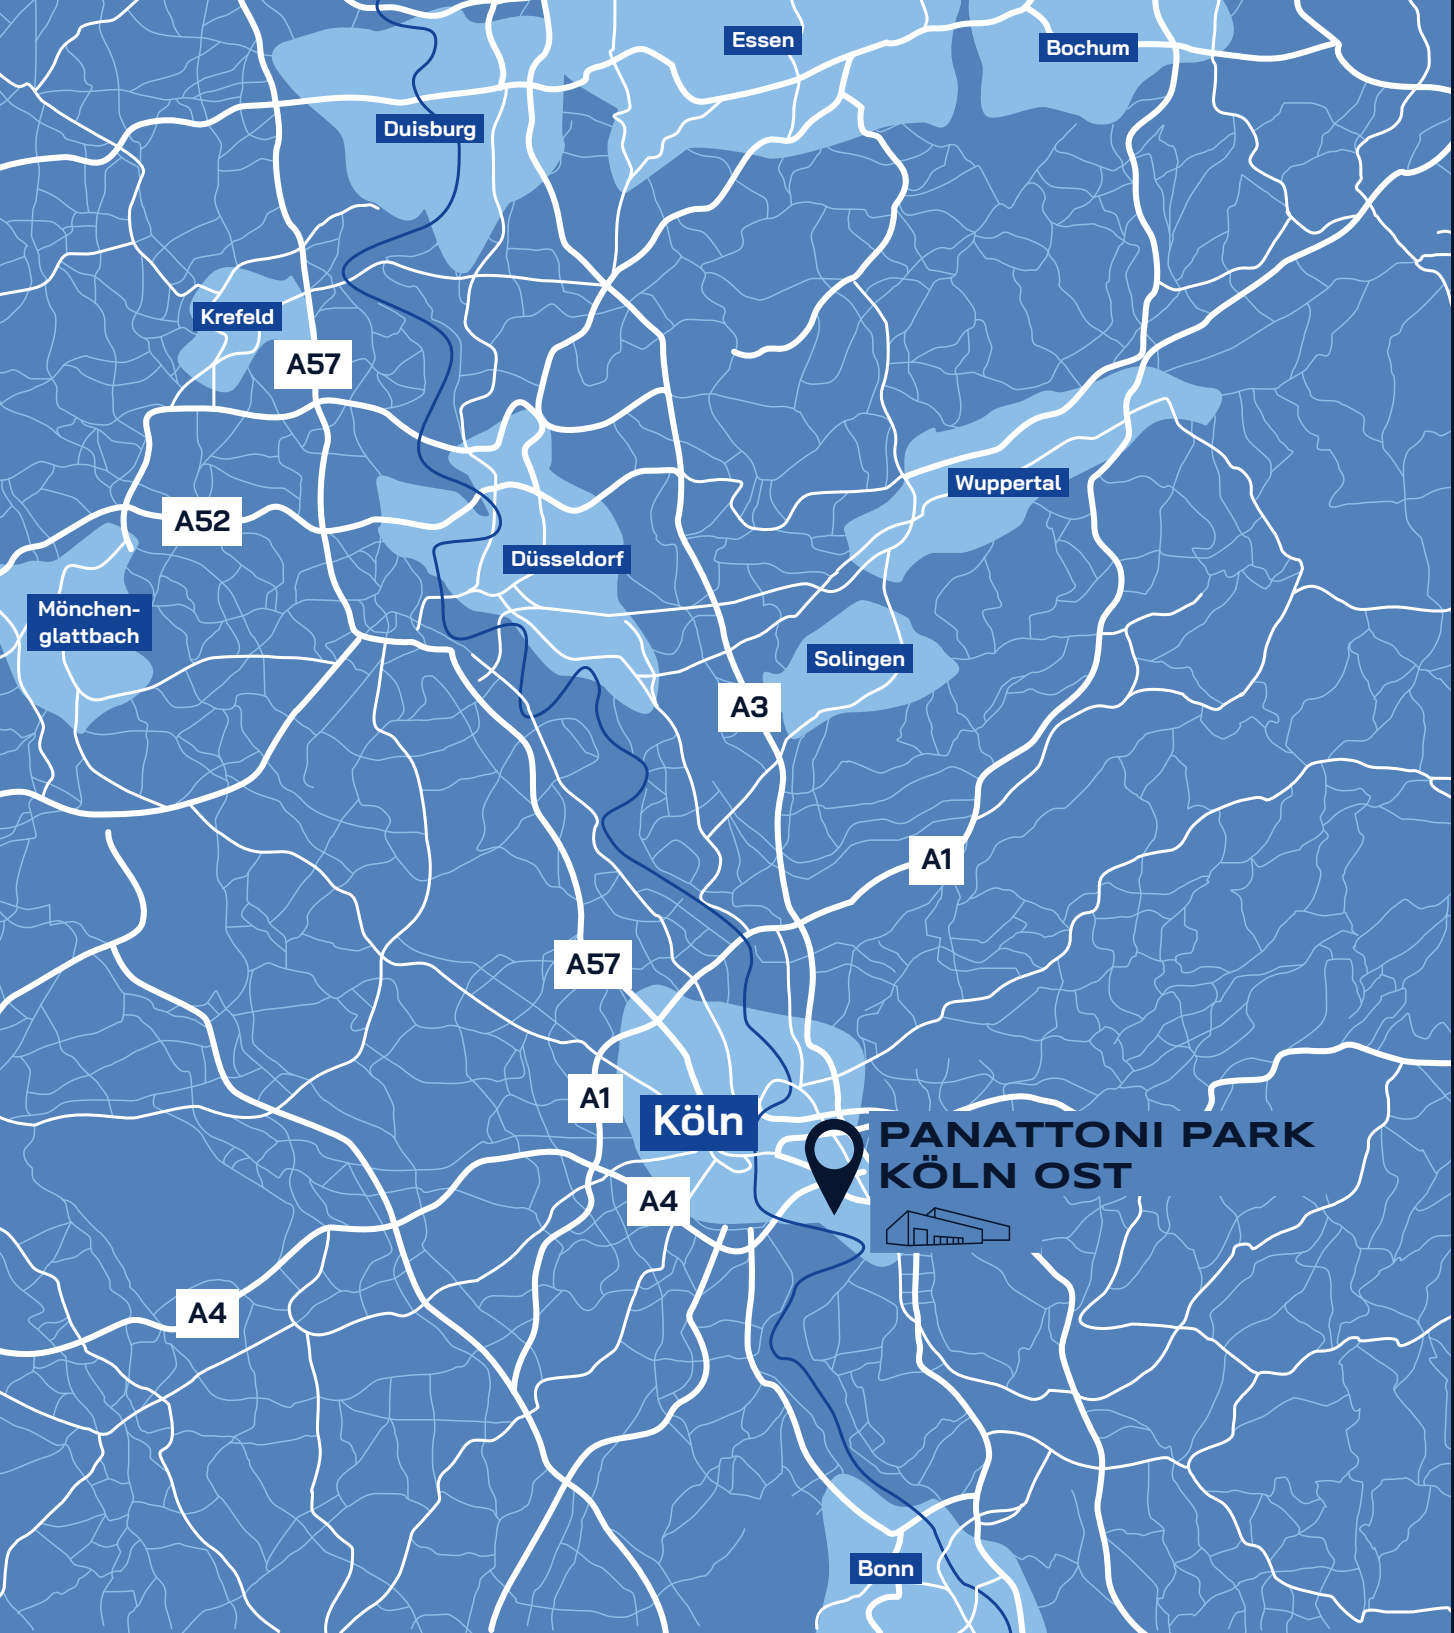 Essen
Bochum
Duisburg
Krefeld
A57
Wuppertal
A52
Düsseldorf
Mönchen-
glattbach
Solingen
A3
A1
A57
A1
Köln
PANATTONI PARK
KÖLN OST
A4
A4
Bonn